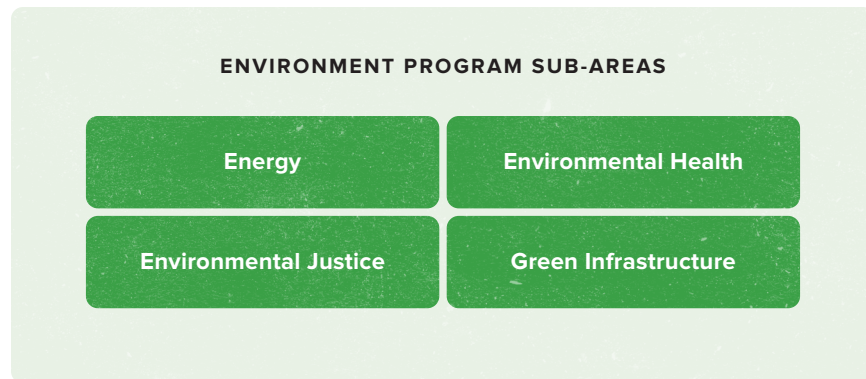 ENVIRONMENT PROGRAM SUB-AREAS
Energy
Environmental Health
Environmental Justice
Green Infrastructure